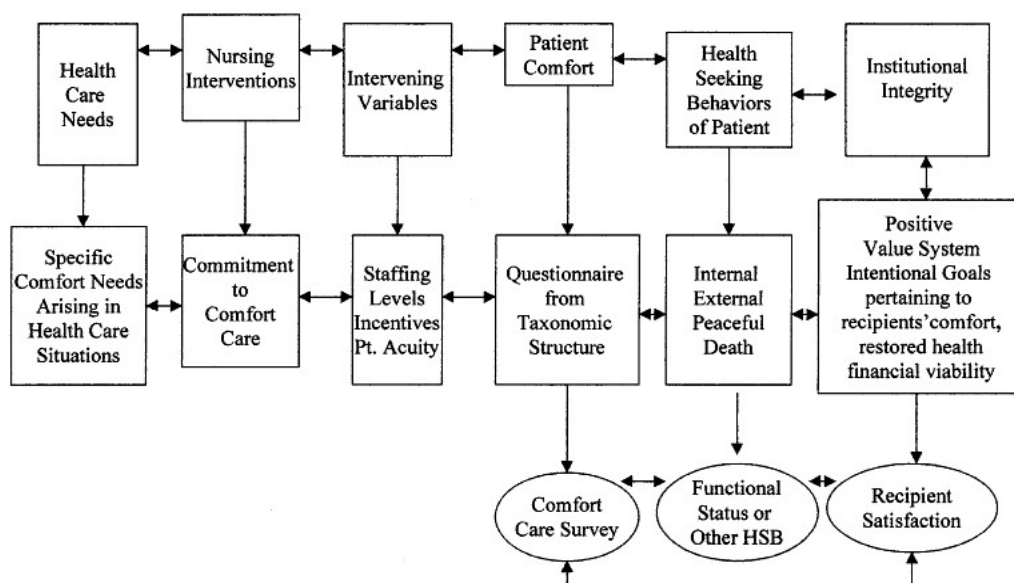 Health
Care
Needs
Nursing
Interventions
Intervening
Variables
Patient
Comfort
Health
Seeking
Behaviors
of Patient
Institutional
Integrity
Specific
Comfort Needs
Arising in
Health Care
Situations
Commitment
to
Comfort
Care
Staffing
Levels
Incentives
Pt. Acuity
Questionnaire
from
Taxonomic
Structure
Internal
External
Peaceful
Death
Positive
Value System
Intentional Goals
pertaining to
recipients'comfort,
restored health
financial viability
Comfort
Care Survey
Functional
Status or
Other HSB
Recipient
Satisfaction